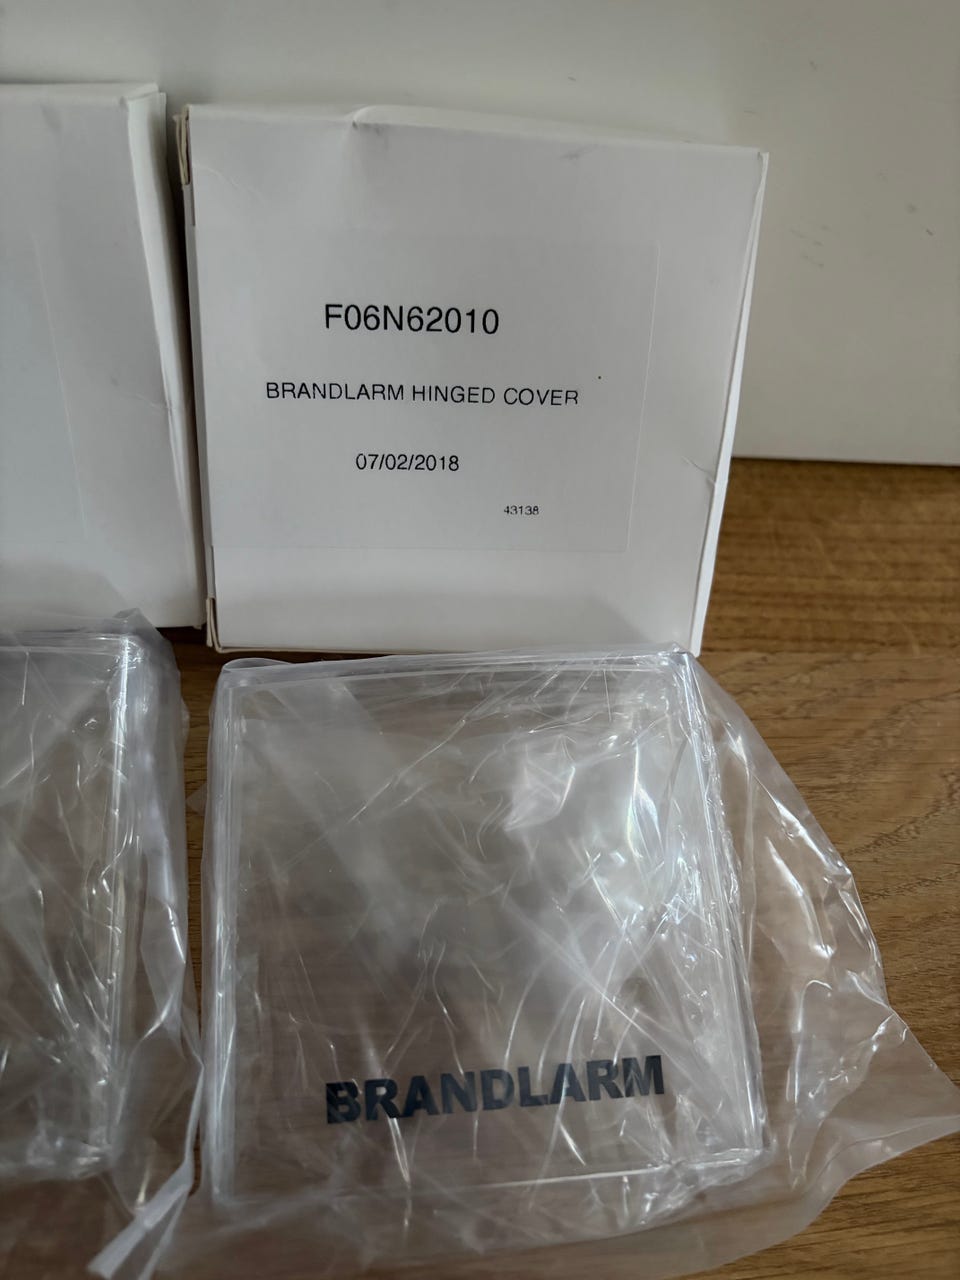 F06N62010
BRANDLARM HINGED COVER
07/02/2018
43138
BRANDLARM